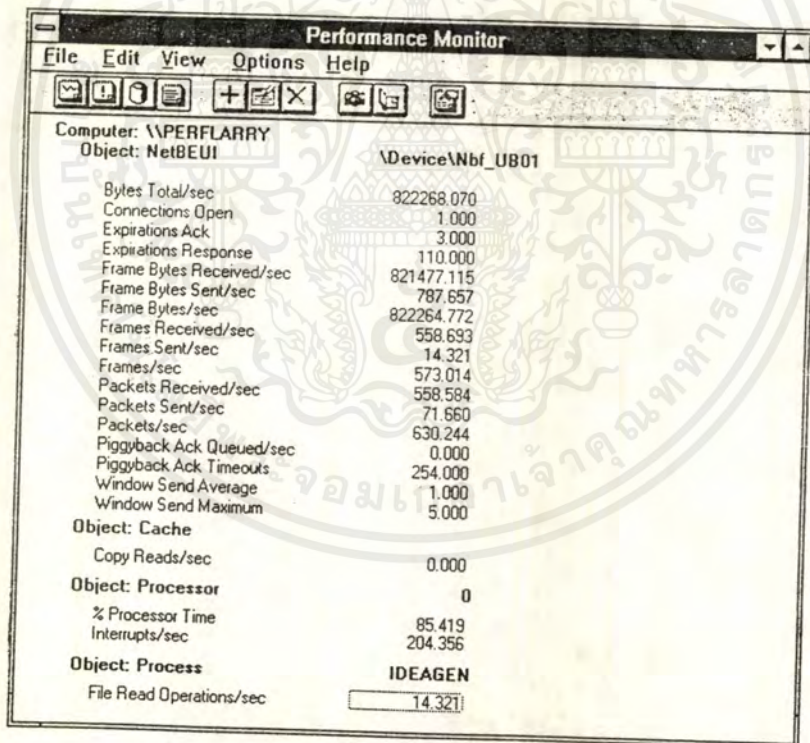 Performance Monitor
File Edit View Options Help
Computer: \\PERFLARRY
Object: NetBEUI \Device\Nbf_UB01
Bytes Total/sec 822268.070
Connections Open 1.000
Expirations Ack 3.000
Expirations Response 110.000
Frame Bytes Received/sec 821477.115
Frame Bytes Sent/sec 787.657
Frame Bytes/sec 822264.772
Frames Received/sec 558.693
Frames Sent/sec 14.321
Frames/sec 573.014
Packets Received/sec 558.584
Packets Sent/sec 71.660
Packets/sec 630.244
Piggyback Ack Queued/sec 0.000
Piggyback Ack Timeouts 254.000
Window Send Average 1.000
Window Send Maximum 5.000
Object: Cache
Copy Reads/sec 0.000
Object: Processor 0
% Processor Time 85.419
Interrupts/sec 204.356
Object: Process IDEAGEN
File Read Operations/sec 14.321